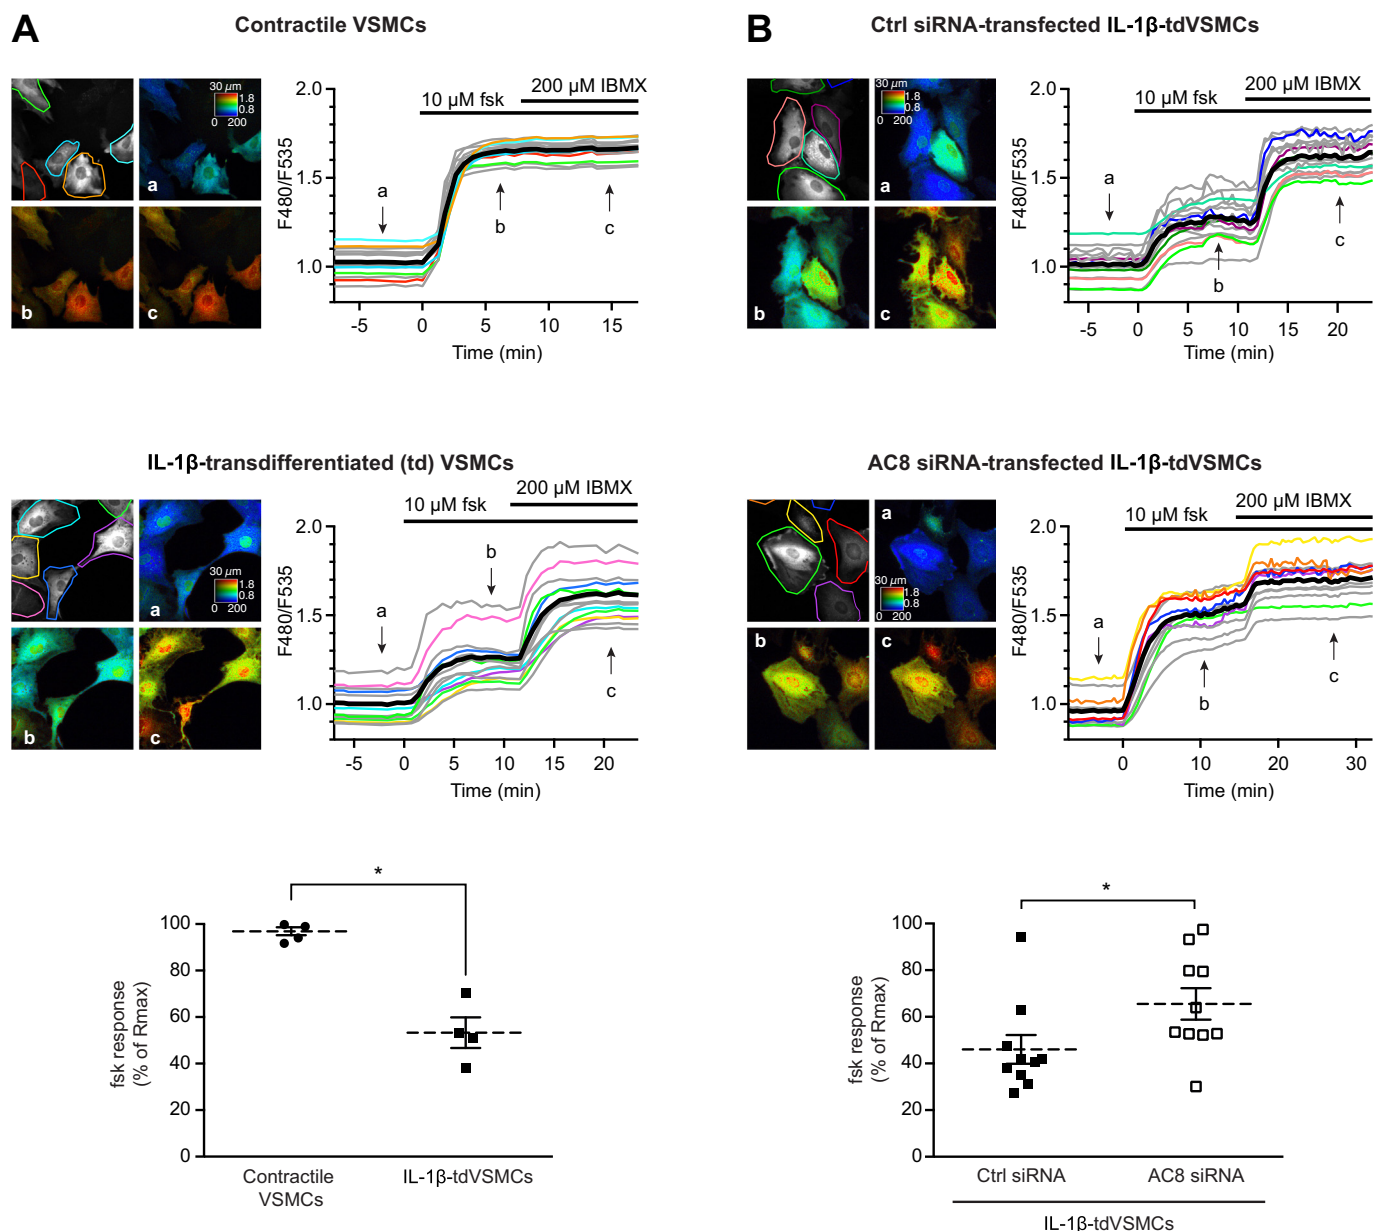 A
Contractile VSMCs
30 µm
1.8
0.8
0 200
a
b
c
2.0
1.5
1.0
F480/F535
10 µM fsk
200 µM IBMX
a
b
c
-5 0 5 10 15
Time (min)
B
Ctrl siRNA-transfected IL-1β-tdVSMCs
30 µm
1.8
0.8
0 200
a
b
c
2.0
1.5
1.0
F480/F535
10 µM fsk
200 µM IBMX
a
b
c
-5 0 5 10 15 20
Time (min)
IL-1β-transdifferentiated (td) VSMCs
30 µm
1.8
0.8
0 200
a
b
c
2.0
1.5
1.0
F480/F535
10 µM fsk
200 µM IBMX
a
b
c
-5 0 5 10 15 20
Time (min)
AC8 siRNA-transfected IL-1β-tdVSMCs
a
30 µm
1.8
0.8
0 200
b
c
2.0
1.5
1.0
F480/F535
10 µM fsk
200 µM IBMX
a
b
c
0 10 20 30
Time (min)
*
100
80
60
40
20
0
fsk response
(% of Rmax)
Contractile
VSMCs
IL-1β-tdVSMCs
*
100
80
60
40
20
0
fsk response
(% of Rmax)
Ctrl siRNA
AC8 siRNA
IL-1β-tdVSMCs